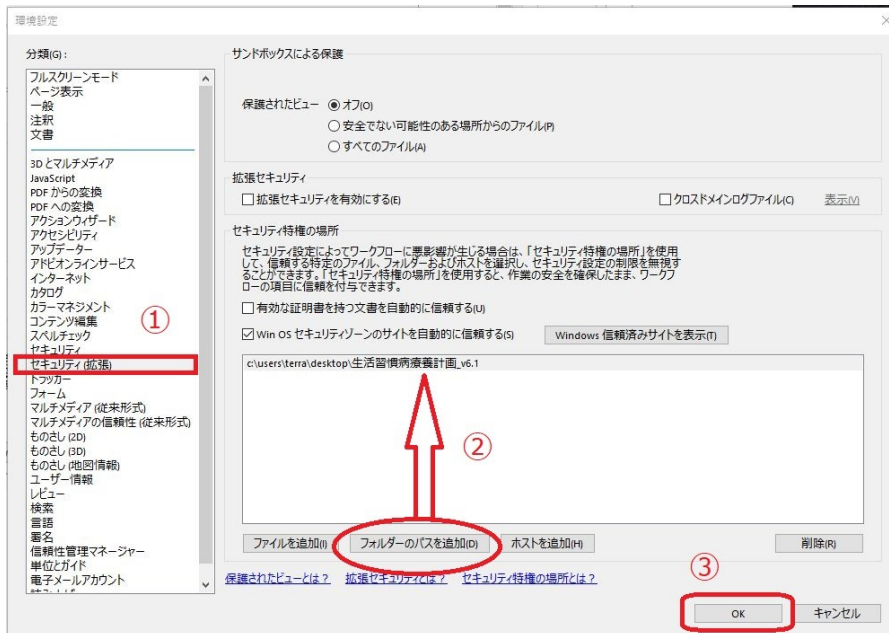 環境設定
分類(G):
フルスクリーンモード
ページ表示
一般
注釈
文書
3D とマルチメディア
JavaScript
PDF からの変換
PDF への変換
アクションウィザード
アクセシビリティ
アップデーター
アドビオンラインサービス
インターネット
カタログ
カラーマネジメント
コンテンツ編集
スペルチェック
①
セキュリティ
セキュリティ (拡張)
トラッカー
フォーム
マルチメディア (従来形式)
マルチメディアの信頼性 (従来形式)
ものさし (2D)
ものさし (3D)
ものさし (地図情報)
ユーザー情報
レビュー
検索
言語
署名
信頼性管理マネージャー
単位とガイド
電子メールアカウント
サンドボックスによる保護
保護されたビュー オフ(O)
安全でない可能性のある場所からのファイル(P)
すべてのファイル(A)
拡張セキュリティ
拡張セキュリティを有効にする(E) クロスドメインログファイル(C) 表示(V)
セキュリティ特権の場所
セキュリティ設定によってワークフローに悪影響が生じる場合は、「セキュリティ特権の場所」を使用
して、信頼する特定のファイル、フォルダーおよびホストを選択し、セキュリティ設定の制限を無視す
ることができます。「セキュリティ特権の場所」を使用すると、作業の安全を確保したまま、ワークフ
ローの項目に信頼を付与できます。
有効な証明書を持つ文書を自動的に信頼する(U)
Win OS セキュリティゾーンのサイトを自動的に信頼する(S) Windows 信頼済みサイトを表示(T)
c:\users\terra\desktop\生活習慣病療養計画_v6.1
②
ファイルを追加(I) フォルダーのパスを追加(D) ホストを追加(H) 削除(R)
保護されたビューとは? 拡張セキュリティとは? セキュリティ特権の場所とは?
③
OK キャンセル